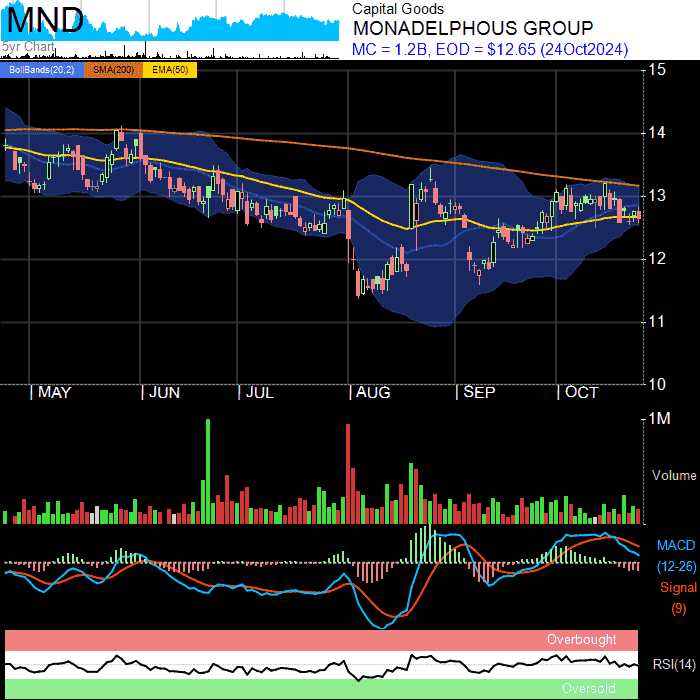 MND
5yr Chart
Capital Goods
MONADELPHOUS GROUP
MC = 1.2B, EOD = $12.65 (24Oct2024)
BollBands(20,2) SMA(200) EMA(50)
15
14
13
12
11
10
MAY JUN JUL AUG SEP OCT
1M
Volume
MACD
(12-26)
Signal
(9)
Overbought
RSI(14)
Oversold